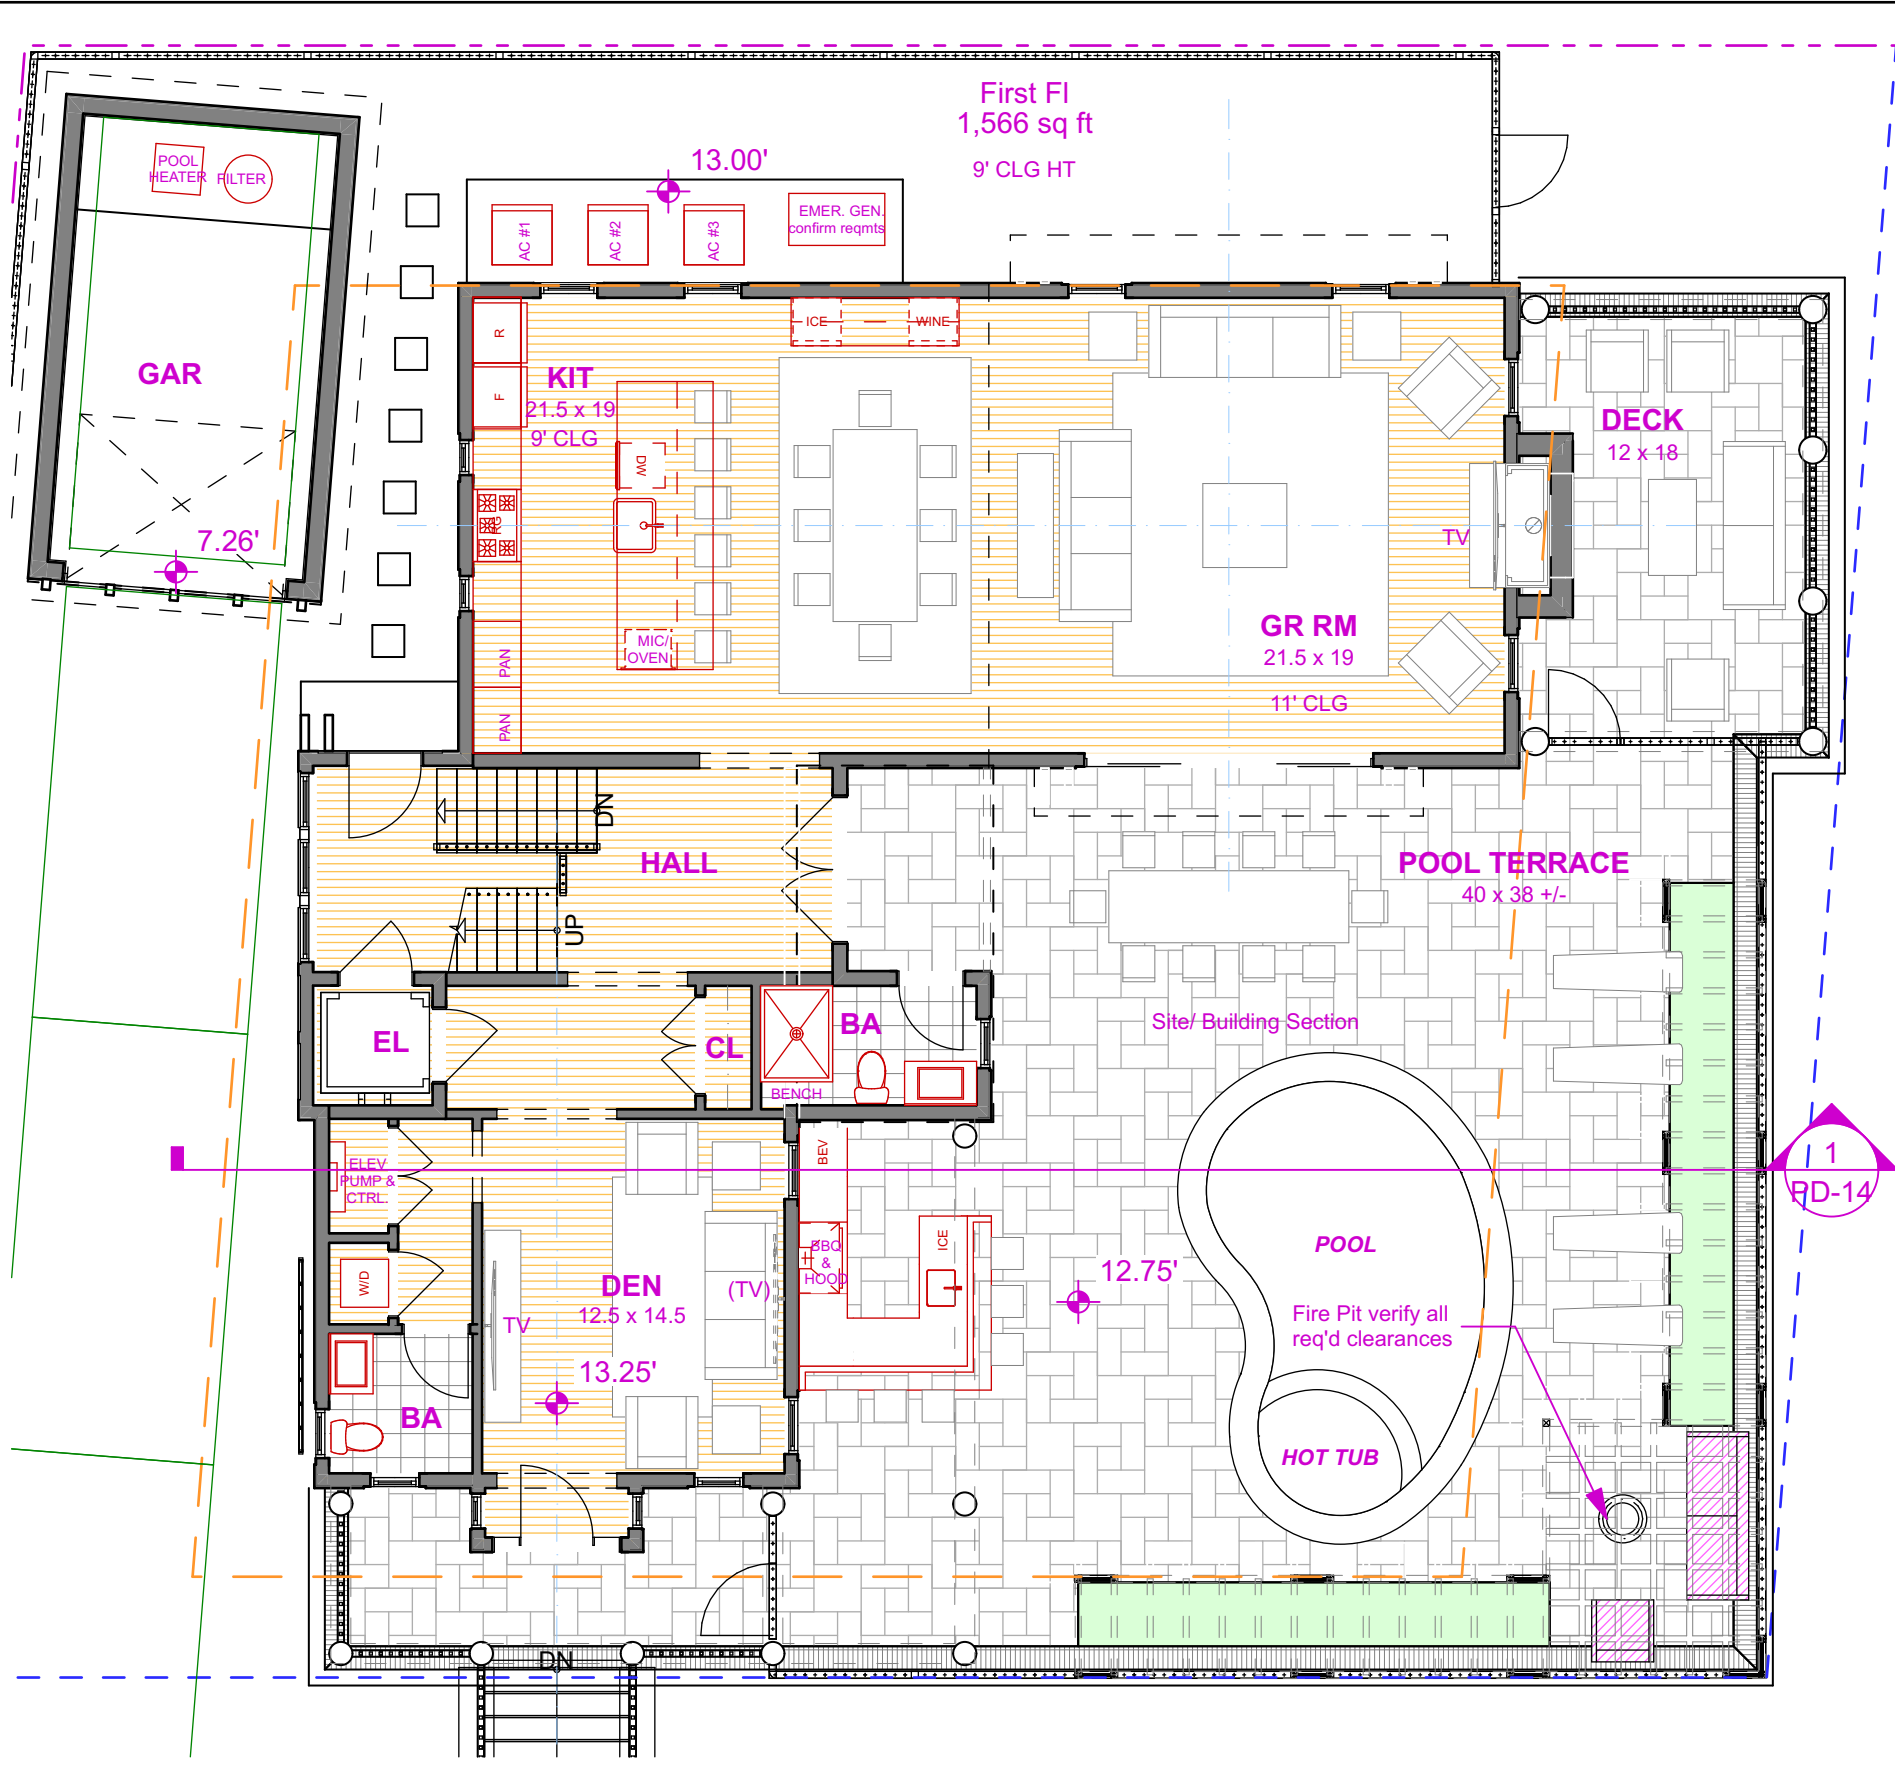 First Fl
1,566 sq ft
9' CLG HT
13.00'
POOL
HEATER
FILTER
AC #1
AC #2
AC #3
EMER. GEN.
confirm reqmts
GAR
7.26'
R
F
KIT
21.5 x 19
9' CLG
ICE
WINE
DW
RG
MIC/
OVEN
PAN
PAN
TV
GR RM
21.5 x 19
11' CLG
DECK
12 x 18
DN
HALL
UP
POOL TERRACE
40 x 38 +/-
EL
CL
BA
BENCH
Site/ Building Section
ELEV
PUMP &
CTRL.
BEV
1
PD-14
W/D
DEN
12.5 x 14.5
TV
(TV)
BBQ
&
HOOD
ICE
12.75'
POOL
Fire Pit verify all
req'd clearances
13.25'
BA
HOT TUB
DN